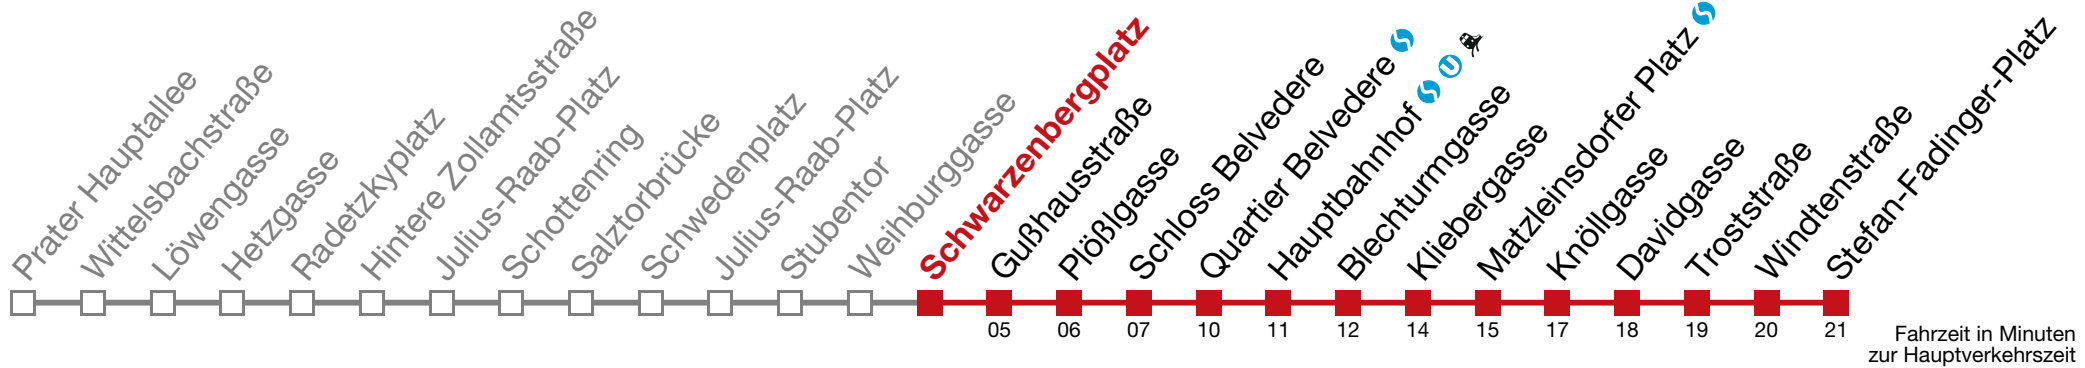 Prater Hauptallee
Wittelsbachstraße
Löwengasse
Hetzgasse
Radetzkyplatz
Hintere Zollamtsstraße
Julius-Raab-Platz
Schottenring
Salztorbrücke
Schwedenplatz
Julius-Raab-Platz
Stubentor
Weihburggasse
Schwarzenbergplatz
Gußhausstraße
Plößlgasse
Schloss Belvedere
Quartier Belvedere S
Hauptbahnhof S U
Blechturmgasse
Kliebergasse
Matzleinsdorfer Platz S
Knöllgasse
Davidgasse
Troststraße
Windtenstraße
Stefan-Fadinger-Platz
05 06 07 10 11 12 14 15 17 18 19 20 21
Fahrzeit in Minuten
zur Hauptverkehrszeit